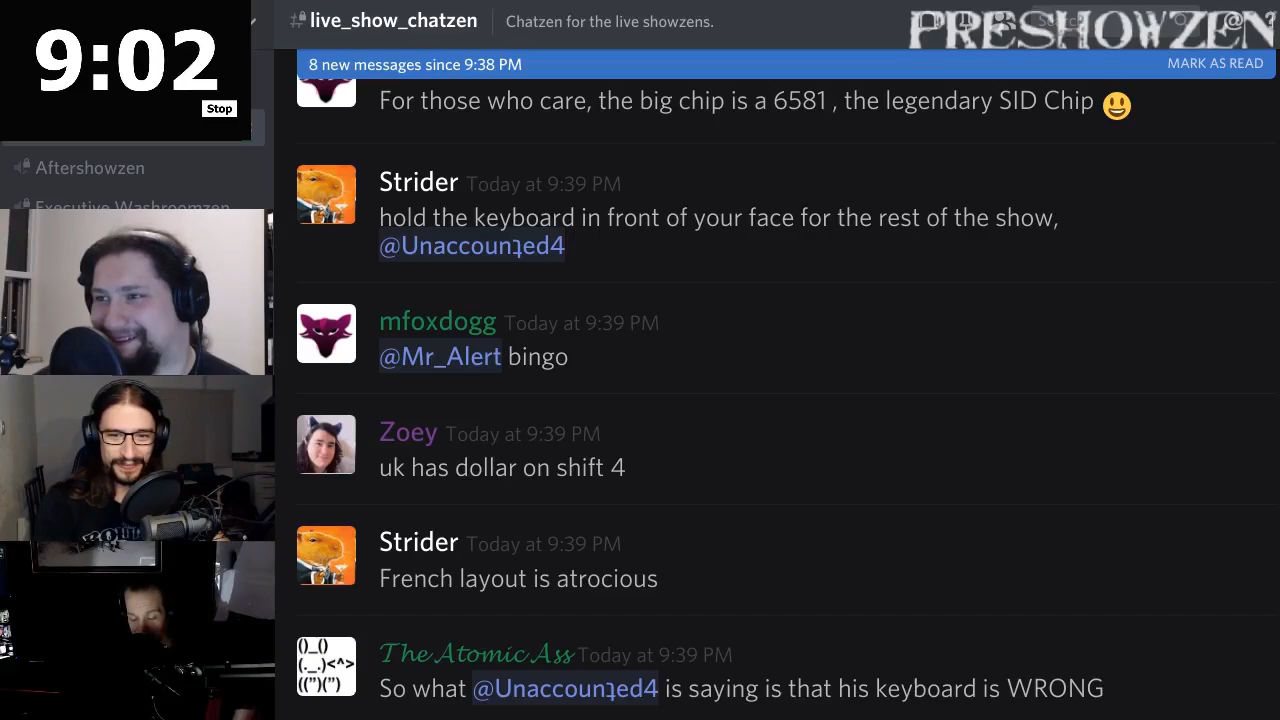 9:02
Stop
live_show_chatzen
Chatzen for the live showzens.
PRESHOWZEN
8 new messages since 9:38 PM
MARK AS READ
For those who care, the big chip is a 6581 , the legendary SID Chip 😃
Aftershowzen
Executive Washroomzen
Strider Today at 9:39 PM
hold the keyboard in front of your face for the rest of the show,
@Unaccounʇed4
mfoxdogg Today at 9:39 PM
@Mr_Alert bingo
Zoey Today at 9:39 PM
uk has dollar on shift 4
Strider Today at 9:39 PM
French layout is atrocious
()_()
(._.)<^>
((")(")
𝓣𝓱𝓮 𝓐𝓽𝓸𝓶𝓲𝓬 𝓐𝓼𝓼 Today at 9:39 PM
So what @Unaccounʇed4 is saying is that his keyboard is WRONG